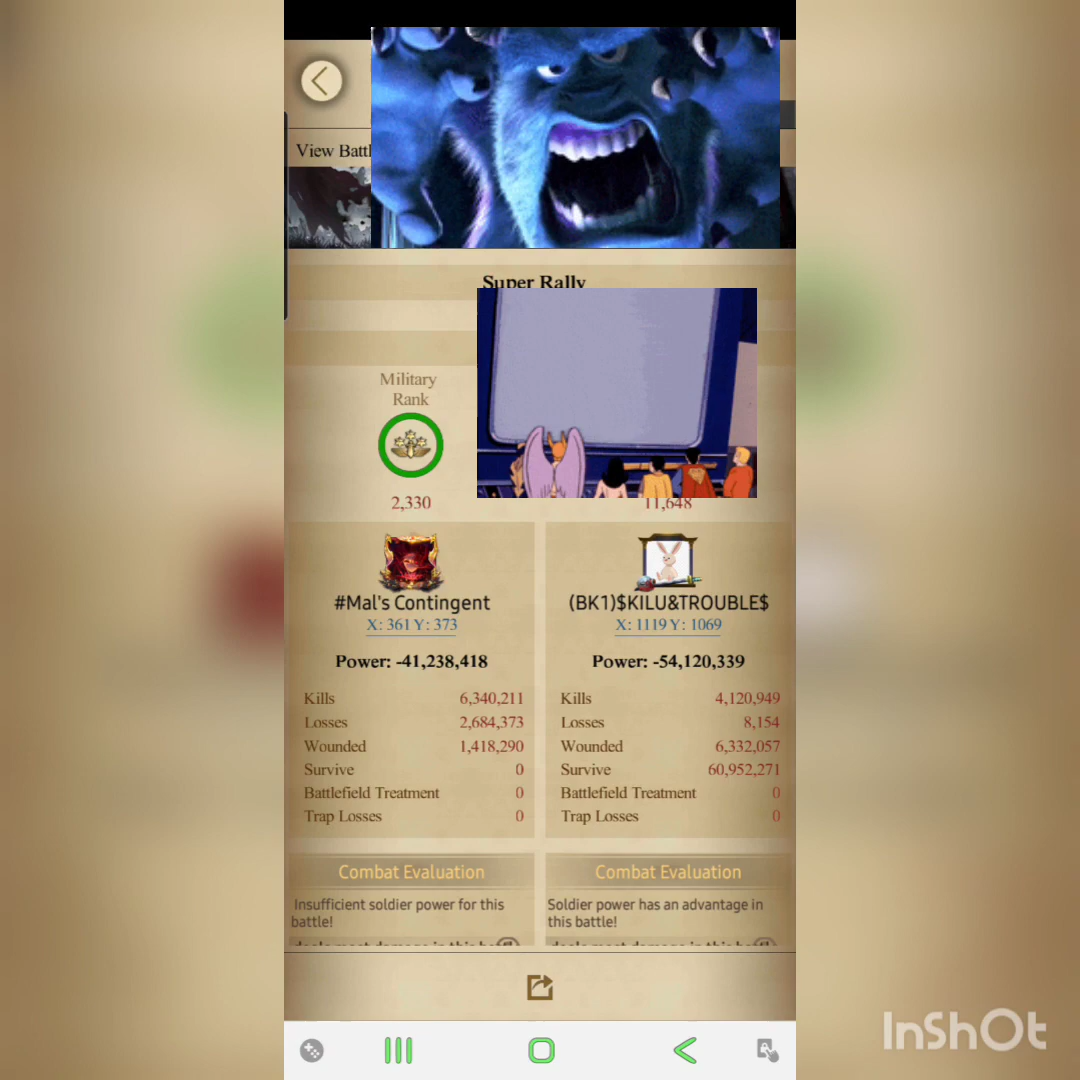 View Battl
Super Rally
Military
Rank
2,330
11,648
#Mal's Contingent
X: 361 Y: 373
Power: -41,238,418
Kills 6,340,211
Losses 2,684,373
Wounded 1,418,290
Survive 0
Battlefield Treatment 0
Trap Losses 0
Combat Evaluation
Insufficient soldier power for this
battle!
(BK1)$KILU&TROUBLE$
X: 1119 Y: 1069
Power: -54,120,339
Kills 4,120,949
Losses 8,154
Wounded 6,332,057
Survive 60,952,271
Battlefield Treatment 0
Trap Losses 0
Combat Evaluation
Soldier power has an advantage in
this battle!
InShOt